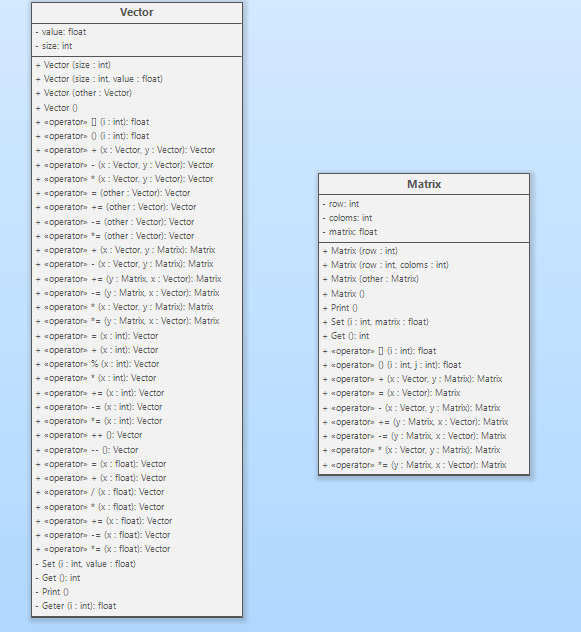 Vector
- value: float
- size: int
+ Vector (size : int)
+ Vector (size : int, value : float)
+ Vector (other : Vector)
+ Vector ()
+ «operator» [] (i : int): float
+ «operator» () (i : int): float
+ «operator» + (x : Vector, y : Vector): Vector
+ «operator» - (x : Vector, y : Vector): Vector
+ «operator» * (x : Vector, y : Vector): Vector
+ «operator» = (other : Vector): Vector
+ «operator» += (other : Vector): Vector
+ «operator» -= (other : Vector): Vector
+ «operator» *= (other : Vector): Vector
+ «operator» + (x : Vector, y : Matrix): Matrix
+ «operator» - (x : Vector, y : Matrix): Matrix
+ «operator» += (y : Matrix, x : Vector): Matrix
+ «operator» -= (y : Matrix, x : Vector): Matrix
+ «operator» * (x : Vector, y : Matrix): Matrix
+ «operator» *= (y : Matrix, x : Vector): Matrix
+ «operator» = (x : int): Vector
+ «operator» + (x : int): Vector
+ «operator» % (x : int): Vector
+ «operator» * (x : int): Vector
+ «operator» += (x : int): Vector
+ «operator» -= (x : int): Vector
+ «operator» *= (x : int): Vector
+ «operator» ++ (): Vector
+ «operator» -- (): Vector
+ «operator» = (x : float): Vector
+ «operator» + (x : float): Vector
+ «operator» / (x : float): Vector
+ «operator» * (x : float): Vector
+ «operator» += (x : float): Vector
+ «operator» -= (x : float): Vector
+ «operator» *= (x : float): Vector
- Set (i : int, value : float)
- Get (): int
- Print ()
- Geter (i : int): float
Matrix
- row: int
- coloms: int
- matrix: float
+ Matrix (row : int)
+ Matrix (row : int, coloms : int)
+ Matrix (other : Matrix)
+ Matrix ()
+ Print ()
+ Set (i : int, matrix : float)
+ Get (): int
+ «operator» [] (i : int): float
+ «operator» () (i : int, j : int): float
+ «operator» + (x : Vector, y : Matrix): Matrix
+ «operator» = (x : Vector): Matrix
+ «operator» - (x : Vector, y : Matrix): Matrix
+ «operator» += (y : Matrix, x : Vector): Matrix
+ «operator» -= (y : Matrix, x : Vector): Matrix
+ «operator» * (x : Vector, y : Matrix): Matrix
+ «operator» *= (y : Matrix, x : Vector): Matrix